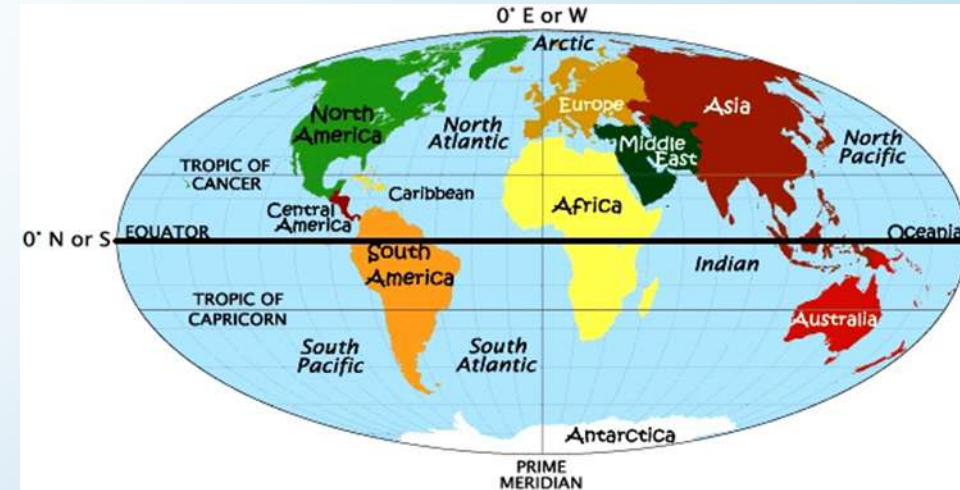 0° E or W
Arctic
North
America
North
Atlantic
Europe
Asia
Middle
East
North
Pacific
TROPIC OF
CANCER
Caribbean
Africa
Central
America
0° N or S
EQUATOR
Oceania
South
America
Indian
TROPIC OF
CAPRICORN
Australia
South
Pacific
South
Atlantic
Antarctica
PRIME
MERIDIAN